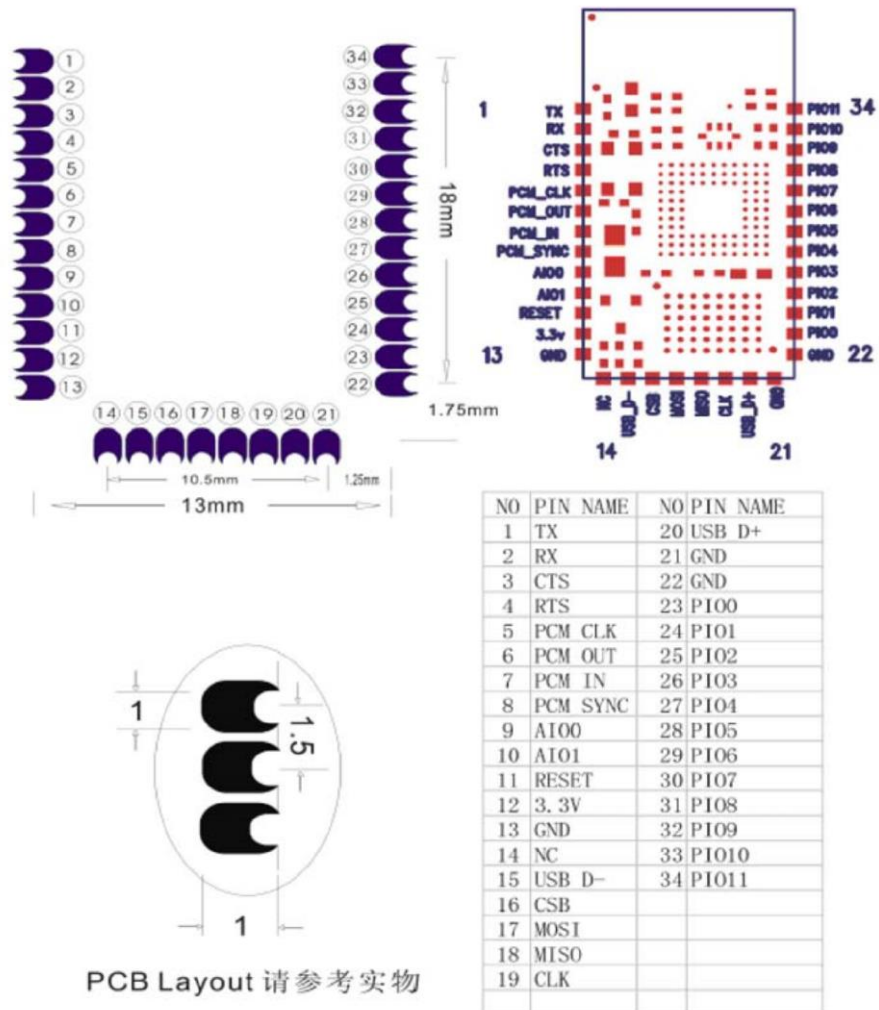 1
2
3
4
5
6
7
8
9
10
11
12
13
34
33
32
31
30
29
28
27
26
25
24
23
22
18mm
1.75mm
14 15 16 17 18 19 20 21
10.5mm
1.25m
13mm
1
TX
RX
CTS
RTS
PCM_CLK
PCM_OUT
PCM_IN
PCM_SYNC
AIO0
AIO1
RESET
3.3v
GND
13
34
PIO11
PIO10
PIO9
PIO8
PIO7
PIO6
PIO5
PIO4
PIO3
PIO2
PIO1
PIO0
GND
22
NC USB_D- CSB MOSI MISO CLK USB_D+ GND
14 21
NO PIN NAME NO PIN NAME
1 TX 20 USB D+
2 RX 21 GND
3 CTS 22 GND
4 RTS 23 PIO0
5 PCM CLK 24 PIO1
6 PCM OUT 25 PIO2
7 PCM IN 26 PIO3
8 PCM SYNC 27 PIO4
9 AIO0 28 PIO5
10 AIO1 29 PIO6
11 RESET 30 PIO7
12 3.3V 31 PIO8
13 GND 32 PIO9
14 NC 33 PIO10
15 USB D- 34 PIO11
16 CSB
17 MOSI
18 MISO
19 CLK
1
1.5
1
PCB Layout 请参考实物